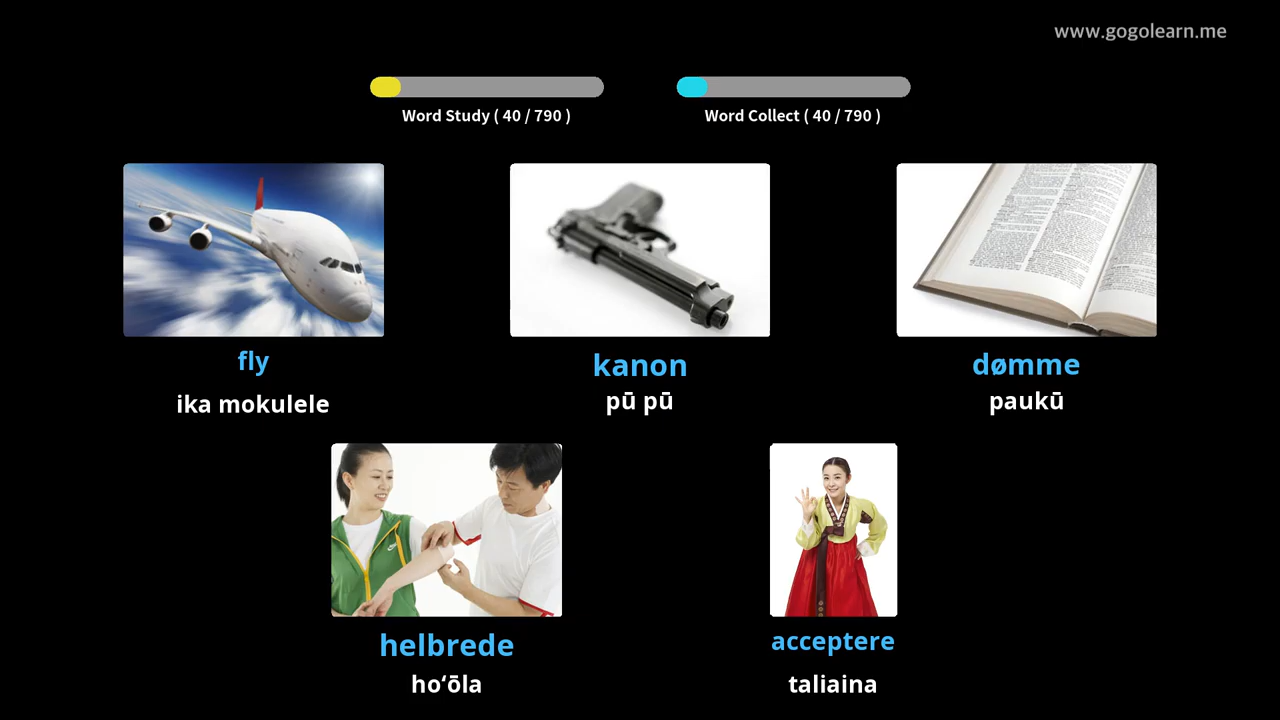 www.gogolearn.me
Word Study ( 40 / 790 )
Word Collect ( 40 / 790 )
fly
ika mokulele
kanon
pū pū
dømme
paukū
helbrede
hoʻōla
acceptere
taliaina